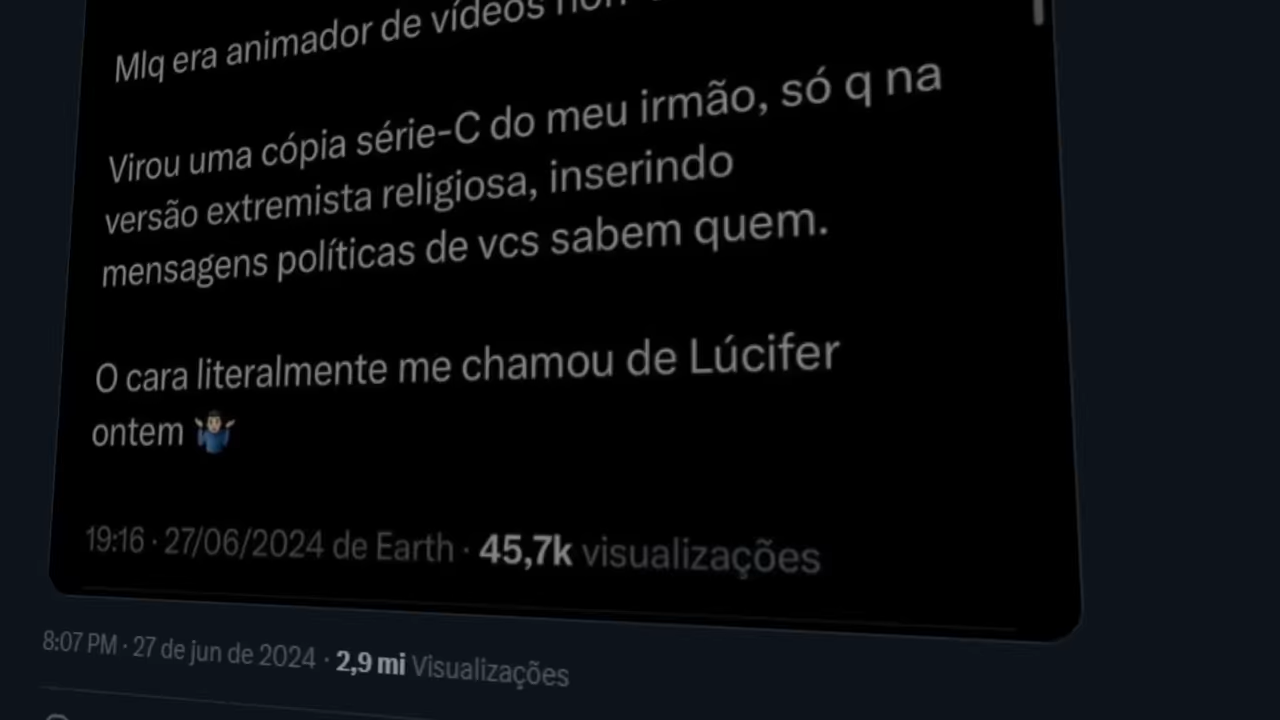 Mlq era animador de vídeos
Virou uma cópia série-C do meu irmão, só q na
versão extremista religiosa, inserindo
mensagens políticas de vcs sabem quem.
O cara literalmente me chamou de Lúcifer
ontem 🤷🏻‍♂️
19:16 · 27/06/2024 de Earth · 45,7k visualizações
8:07 PM · 27 de jun de 2024 · 2,9 mi Visualizações